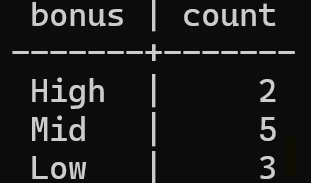 bonus | count
-------+-------
High | 2
Mid | 5
Low | 3